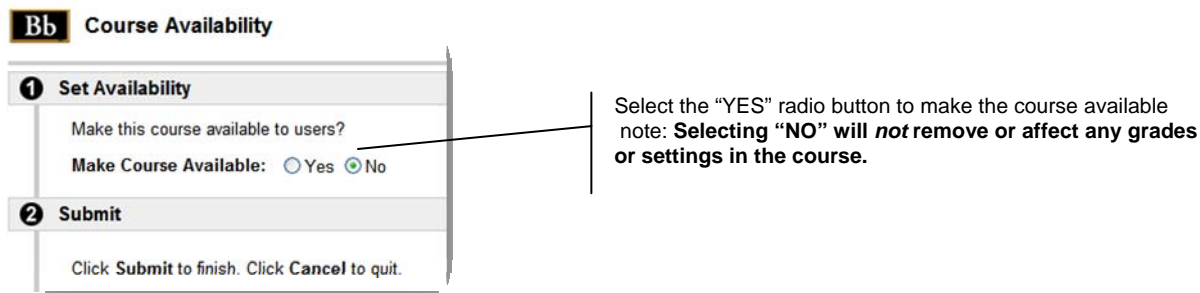 Bb Course Availability
1 Set Availability
Make this course available to users?
Make Course Available: Yes No
2 Submit
Click Submit to finish. Click Cancel to quit.
Select the “YES” radio button to make the course available
note: Selecting “NO” will not remove or affect any grades
or settings in the course.